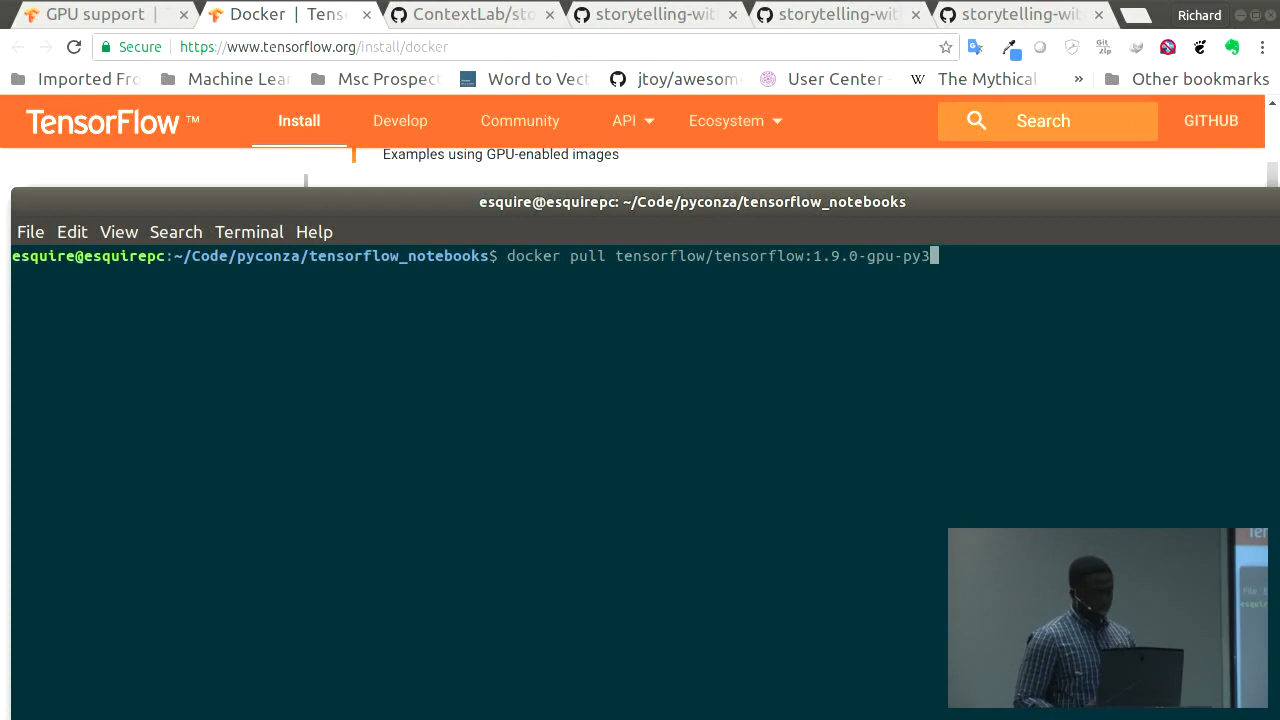 GPU support |
Docker | Tens
ContextLab/sto
storytelling-wit
storytelling-wit
storytelling-wit
Richard
Secure
https://www.tensorflow.org/install/docker
Imported Fro
Machine Lear
Msc Prospect
Word to Vect
jtoy/awesom
User Center -
W The Mythical
»
Other bookmarks
TensorFlow ™
Install
Develop
Community
API
Ecosystem
Search
GITHUB
Examples using GPU-enabled images
esquire@esquirepc: ~/Code/pyconza/tensorflow_notebooks
File Edit View Search Terminal Help
esquire@esquirepc:~/Code/pyconza/tensorflow_notebooks$ docker pull tensorflow/tensorflow:1.9.0-gpu-py3